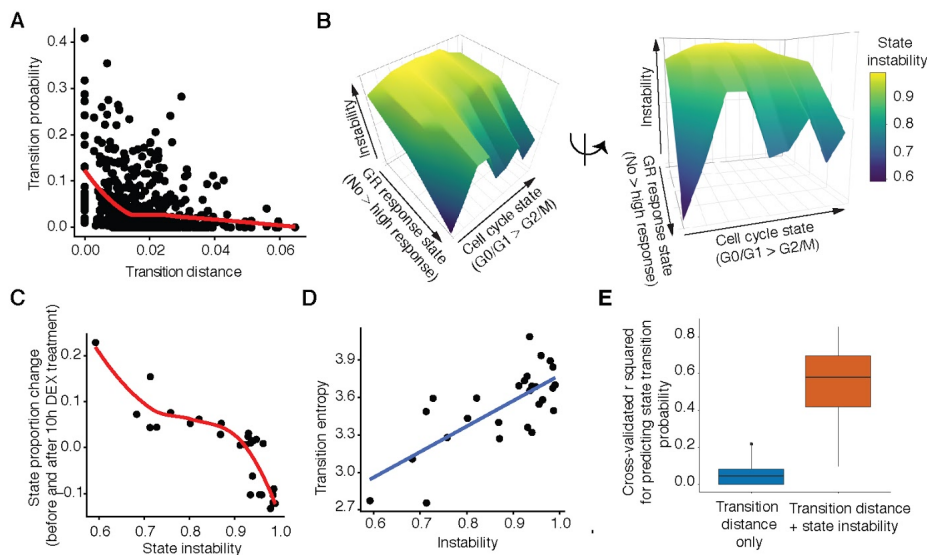 A
Transition probability
0.4
0.3
0.2
0.1
0.0
0.00
0.02
0.04
0.06
Transition distance
B
Instability
GR response state
(No > high response)
Cell cycle state
(G0/G1 > G2/M)
Instability
GR response state
(No > high response)
Cell cycle state
(G0/G1 > G2/M)
State
instability
0.9
0.8
0.7
0.6
C
State proportion change
(before and after 10h DEX treatment)
0.2
0.1
0.0
−0.1
0.6
0.7
0.8
0.9
1.0
State instability
D
Transition entropy
3.9
3.6
3.3
3.0
2.7
0.6
0.7
0.8
0.9
1.0
Instability
E
Cross-validated r squared
for predicting state transition
probability
0.8
0.6
0.4
0.2
0.0
Transition
distance
only
Transition distance
+ state instability